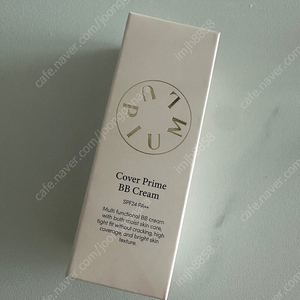 Cover Prime
BB Cream
SPF24 PA++
Multi functional BB cream
with both moist skin care,
tight fit without cracking, high
coverage, and bright skin
texture.